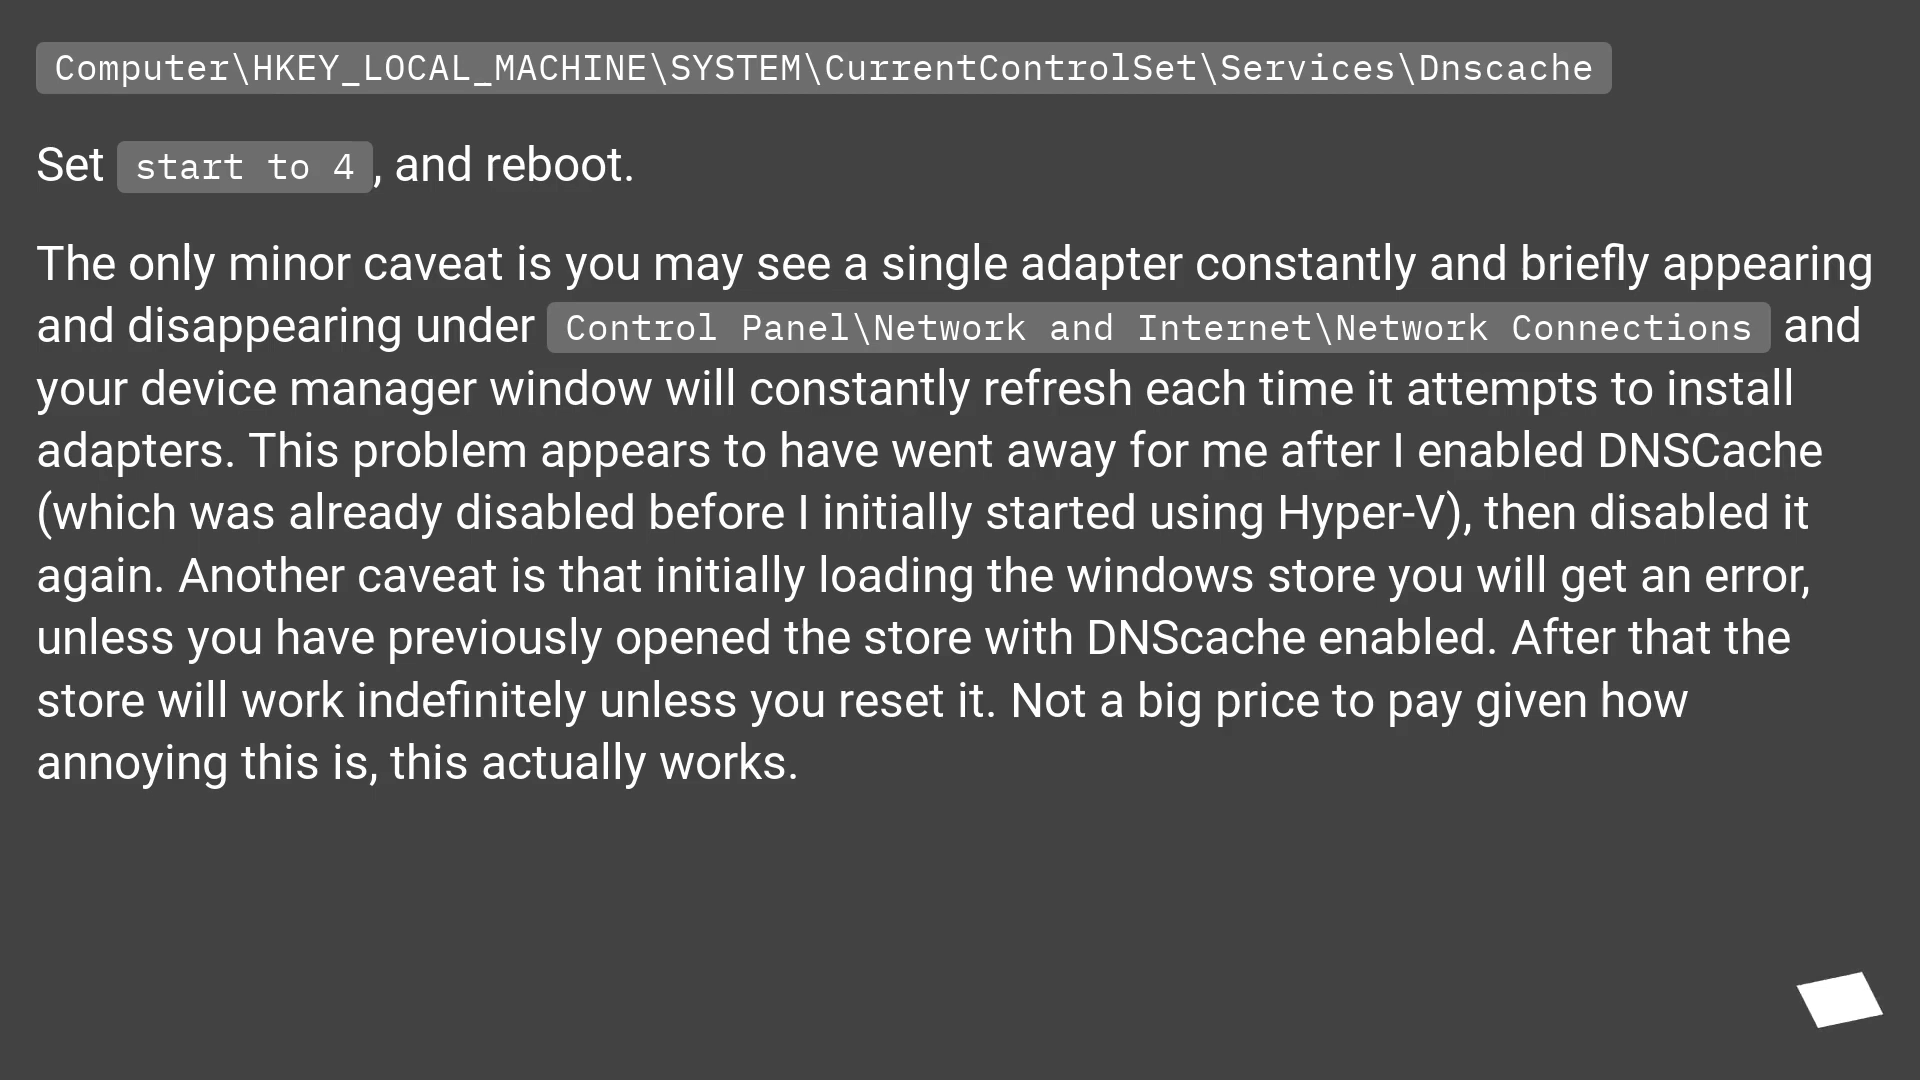 Computer\HKEY_LOCAL_MACHINE\SYSTEM\CurrentControlSet\Services\Dnscache
Set start to 4, and reboot.
The only minor caveat is you may see a single adapter constantly and briefly appearing
and disappearing under Control Panel\Network and Internet\Network Connections and
your device manager window will constantly refresh each time it attempts to install
adapters. This problem appears to have went away for me after I enabled DNSCache
(which was already disabled before I initially started using Hyper-V), then disabled it
again. Another caveat is that initially loading the windows store you will get an error,
unless you have previously opened the store with DNScache enabled. After that the
store will work indefinitely unless you reset it. Not a big price to pay given how
annoying this is, this actually works.